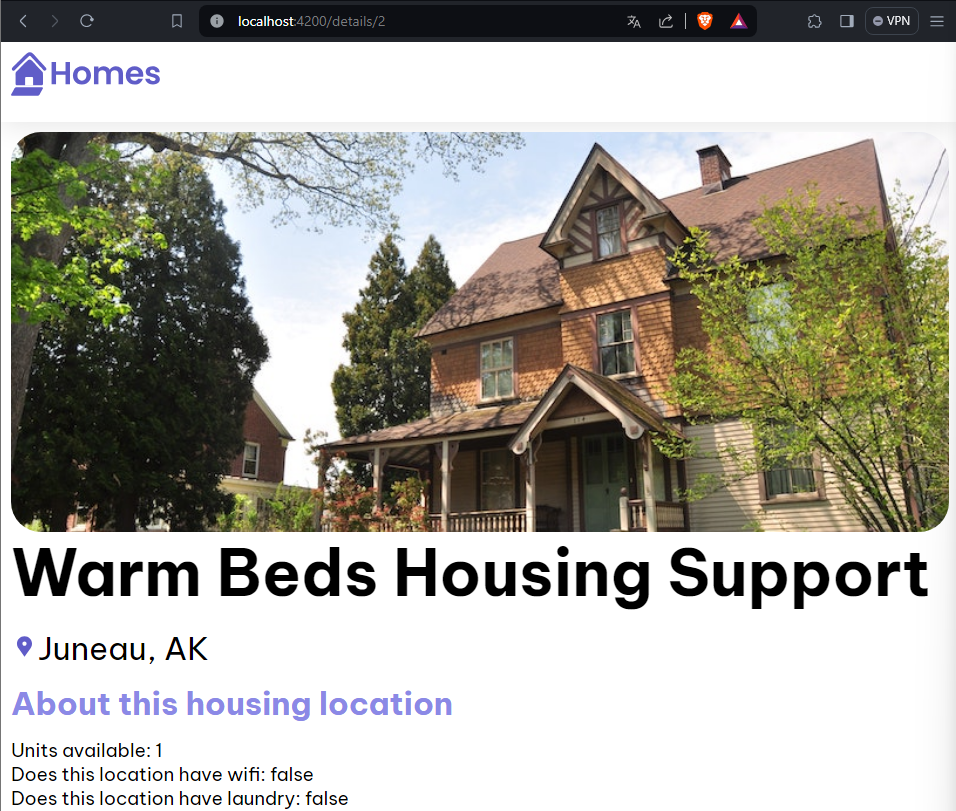 localhost:4200/details/2
VPN
Homes
Warm Beds Housing Support
Juneau, AK
About this housing location
Units available: 1
Does this location have wifi: false
Does this location have laundry: false